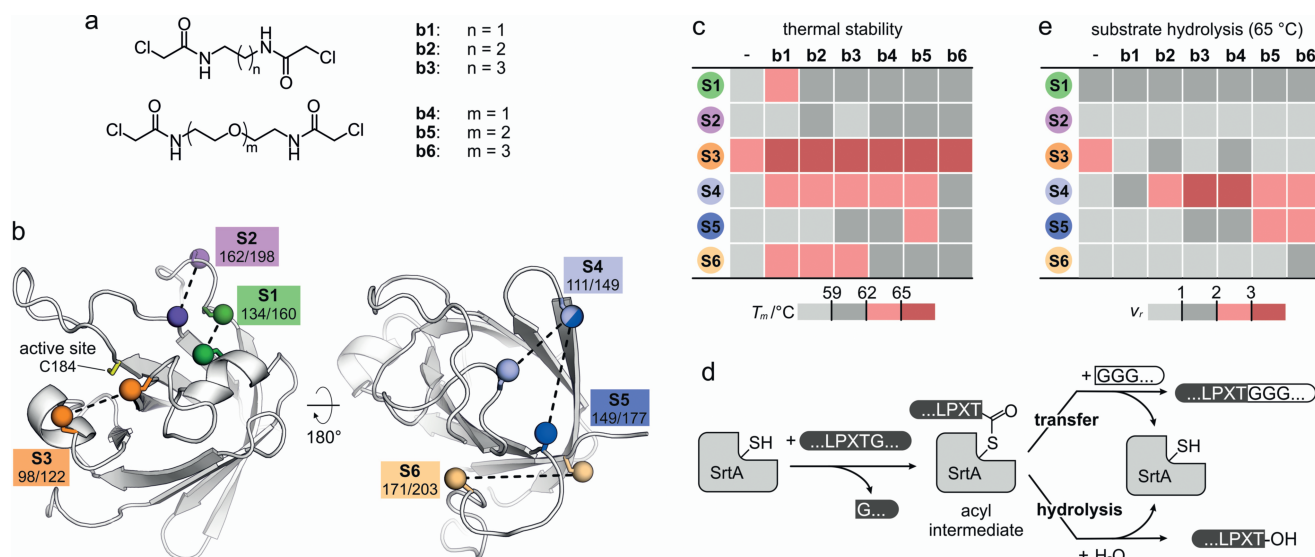 a
O
Cl
N
H
H
N
O
Cl
n
b1: n = 1
b2: n = 2
b3: n = 3
O
Cl
N
H
O
m
H
N
O
Cl
b4: m = 1
b5: m = 2
b6: m = 3
b
S2
162/198
S1
134/160
active site
C184
S3
98/122
180°
S4
111/149
S5
149/177
S6
171/203
c
thermal stability
- b1 b2 b3 b4 b5 b6
S1
S2
S3
S4
S5
S6
59 62 65
Tm/°C
e
substrate hydrolysis (65 °C)
- b1 b2 b3 b4 b5 b6
S1
S2
S3
S4
S5
S6
1 2 3
vr
d
SH
SrtA
+ ...LPXTG...
G...
...LPXT
O
S
SrtA
acyl
intermediate
+ GGG...
transfer
...LPXTGGG...
SH
SrtA
hydrolysis
+ H2O
...LPXT-OH